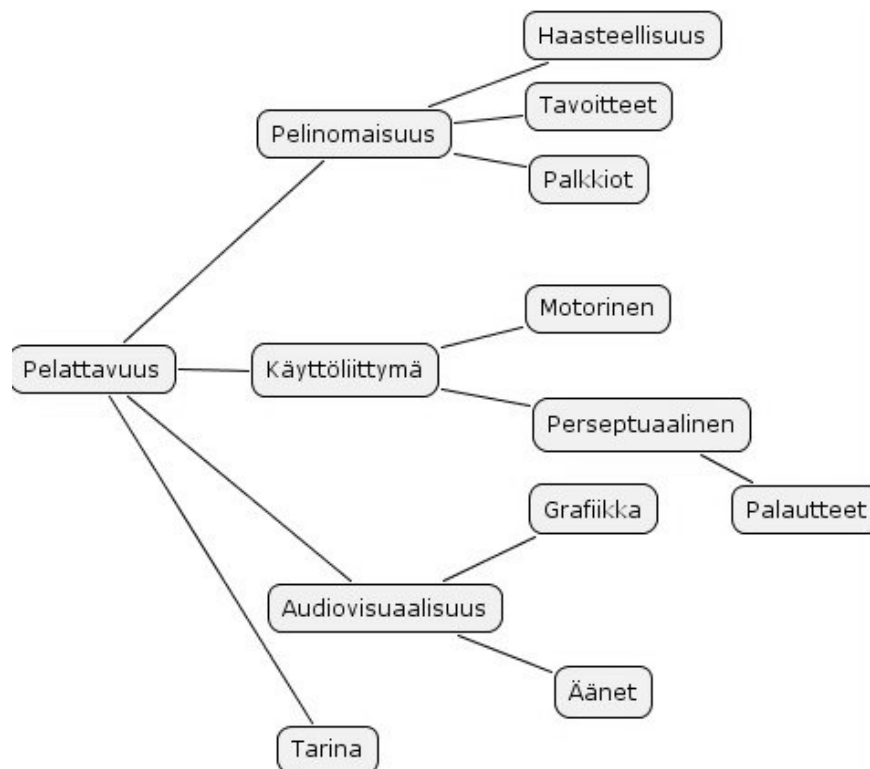 Haasteellisuus
Tavoitteet
Pelinomaisuus
Palkkiot
Motorinen
Pelattavuus
Käyttöliittymä
Perseptuaalinen
Grafiikka
Palautteet
Audiovisuaalisuus
Äänet
Tarina